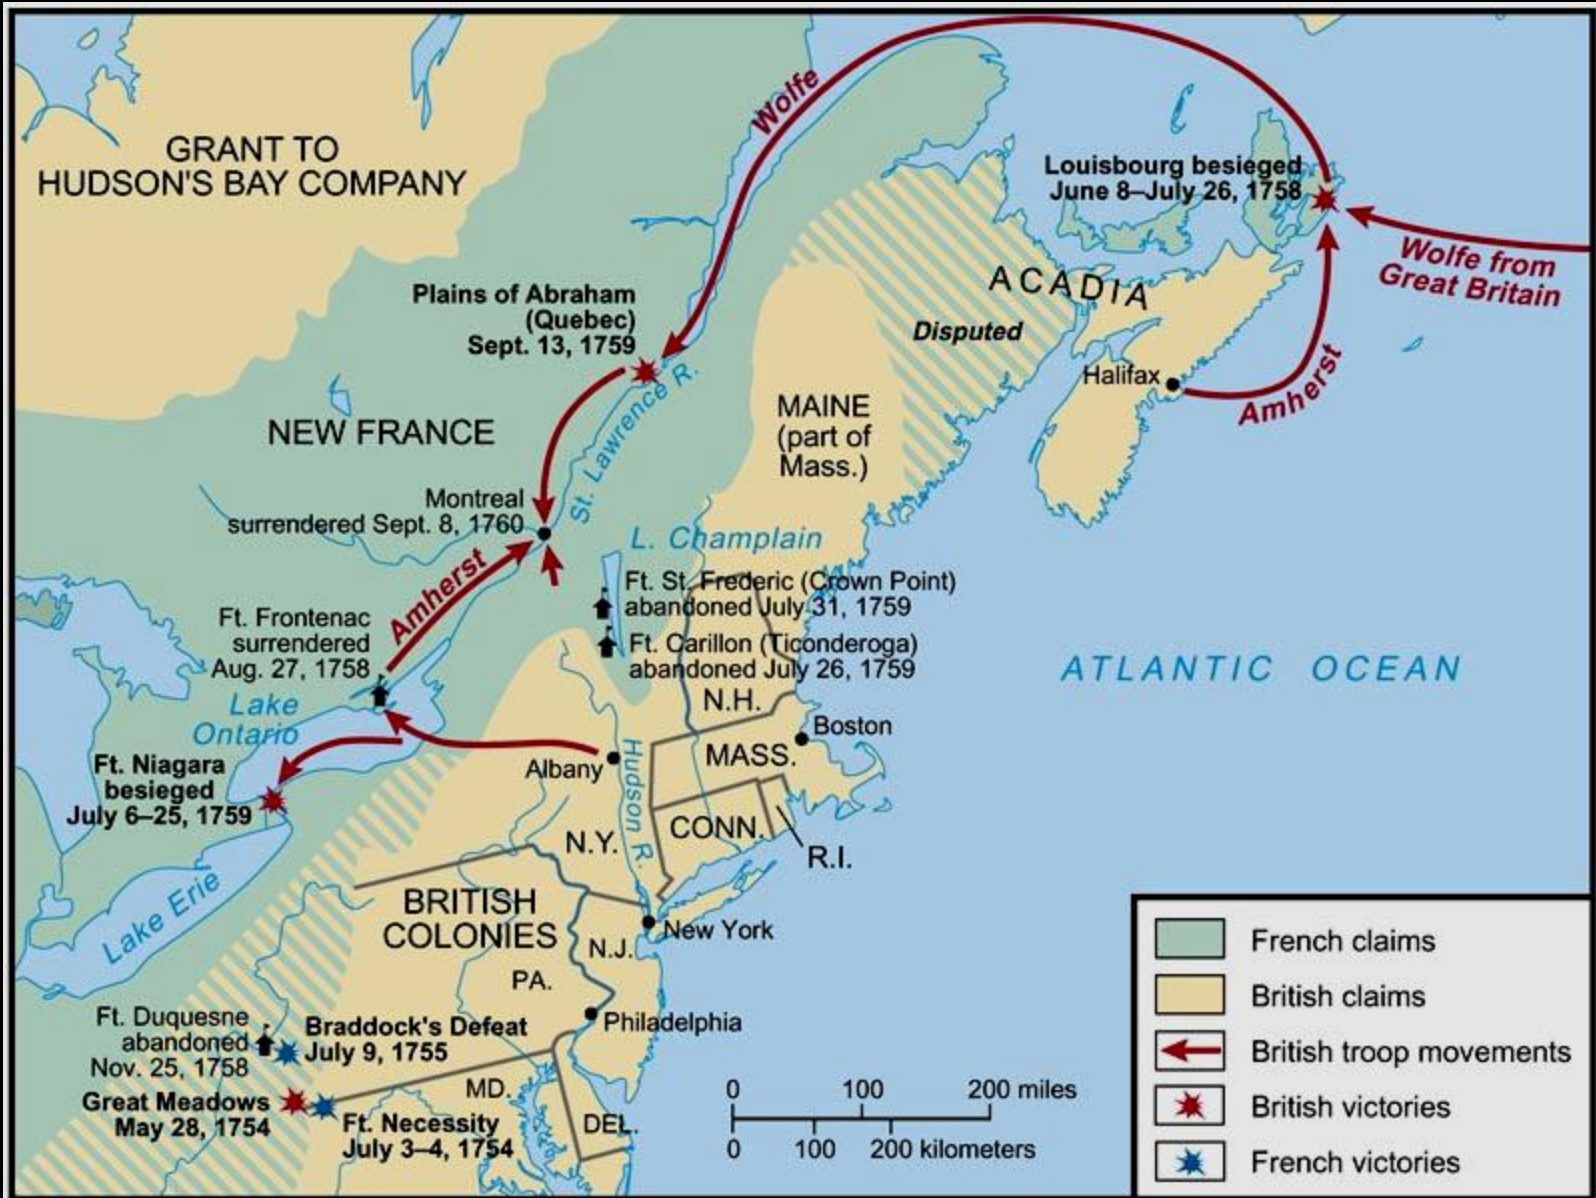 Wolfe
GRANT TO
HUDSON'S BAY COMPANY
Louisbourg besieged
June 8–July 26, 1758
Wolfe from
Great Britain
ACADIA
Plains of Abraham
(Quebec)
Sept. 13, 1759
Disputed
Halifax
Amherst
St. Lawrence R.
MAINE
(part of
Mass.)
NEW FRANCE
Montreal
surrendered Sept. 8, 1760
L. Champlain
Amherst
Ft. St. Frederic (Crown Point)
abandoned July 31, 1759
Ft. Frontenac
surrendered
Aug. 27, 1758
Ft. Carillon (Ticonderoga)
abandoned July 26, 1759
ATLANTIC OCEAN
Lake
Ontario
N.H.
Boston
Ft. Niagara
besieged
July 6–25, 1759
Albany
Hudson R.
MASS.
CONN.
R.I.
N.Y.
Lake Erie
BRITISH
COLONIES
New York
N.J.
PA.
Ft. Duquesne
abandoned
Nov. 25, 1758
Braddock's Defeat
July 9, 1755
Philadelphia
Great Meadows
May 28, 1754
MD.
Ft. Necessity
July 3–4, 1754
DEL.
0 100 200 miles
0 100 200 kilometers
French claims
British claims
British troop movements
British victories
French victories